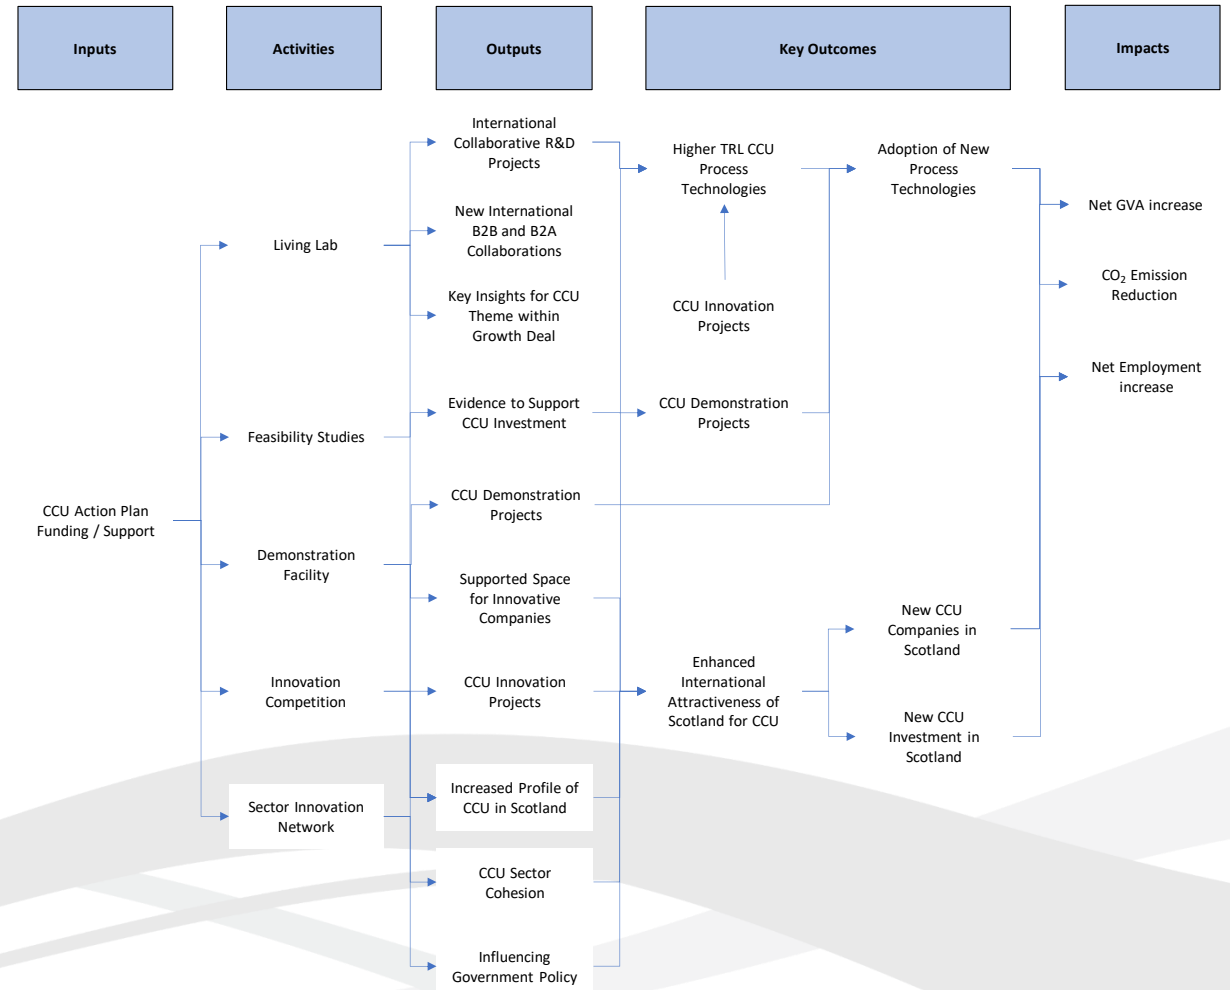 Inputs
Activities
Outputs
Key Outcomes
Impacts
CCU Action Plan
Funding / Support
Living Lab
Feasibility Studies
Demonstration
Facility
Innovation
Competition
Sector Innovation
Network
International
Collaborative R&D
Projects
New International
B2B and B2A
Collaborations
Key Insights for CCU
Theme within
Growth Deal
Evidence to Support
CCU Investment
CCU Demonstration
Projects
Supported Space
for Innovative
Companies
CCU Innovation
Projects
Increased Profile of
CCU in Scotland
CCU Sector
Cohesion
Influencing
Government Policy
Higher TRL CCU
Process
Technologies
CCU Innovation
Projects
CCU Demonstration
Projects
Enhanced
International
Attractiveness of
Scotland for CCU
Adoption of New
Process
Technologies
New CCU
Companies in
Scotland
New CCU
Investment in
Scotland
Net GVA increase
CO₂ Emission
Reduction
Net Employment
increase